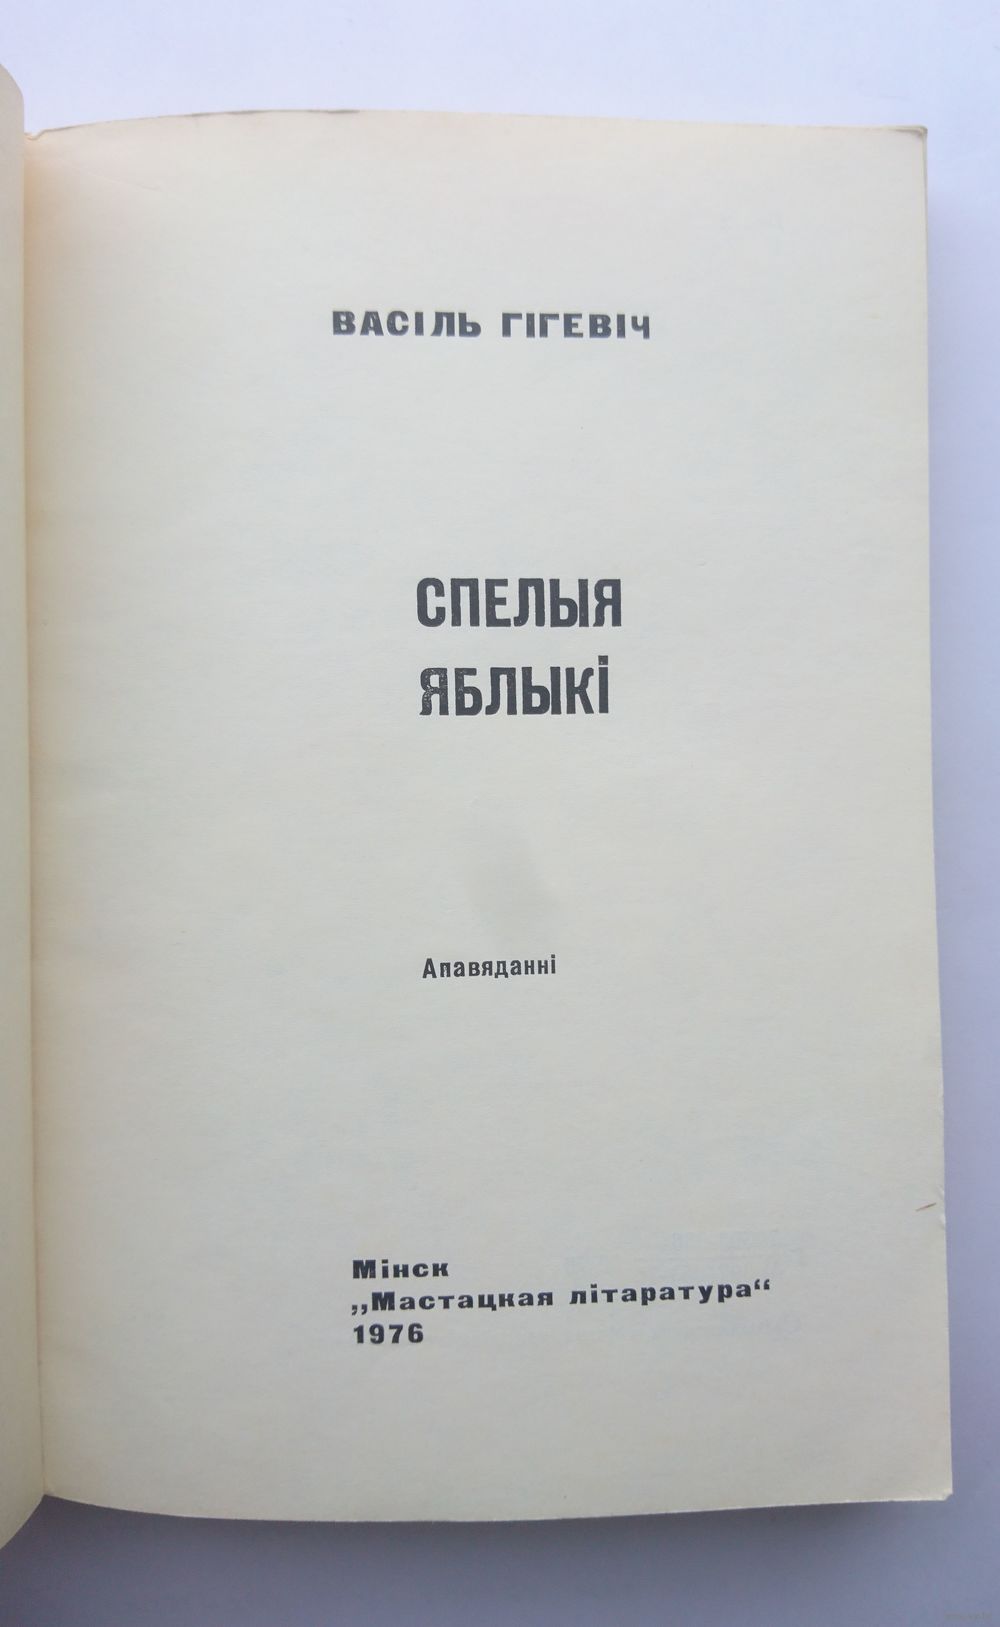 ВАСІЛЬ ГІГЕВІЧ
СПЕЛЫЯ
ЯБЛЫКІ
Апавяданні
Мінск
„Мастацкая літаратура“
1976